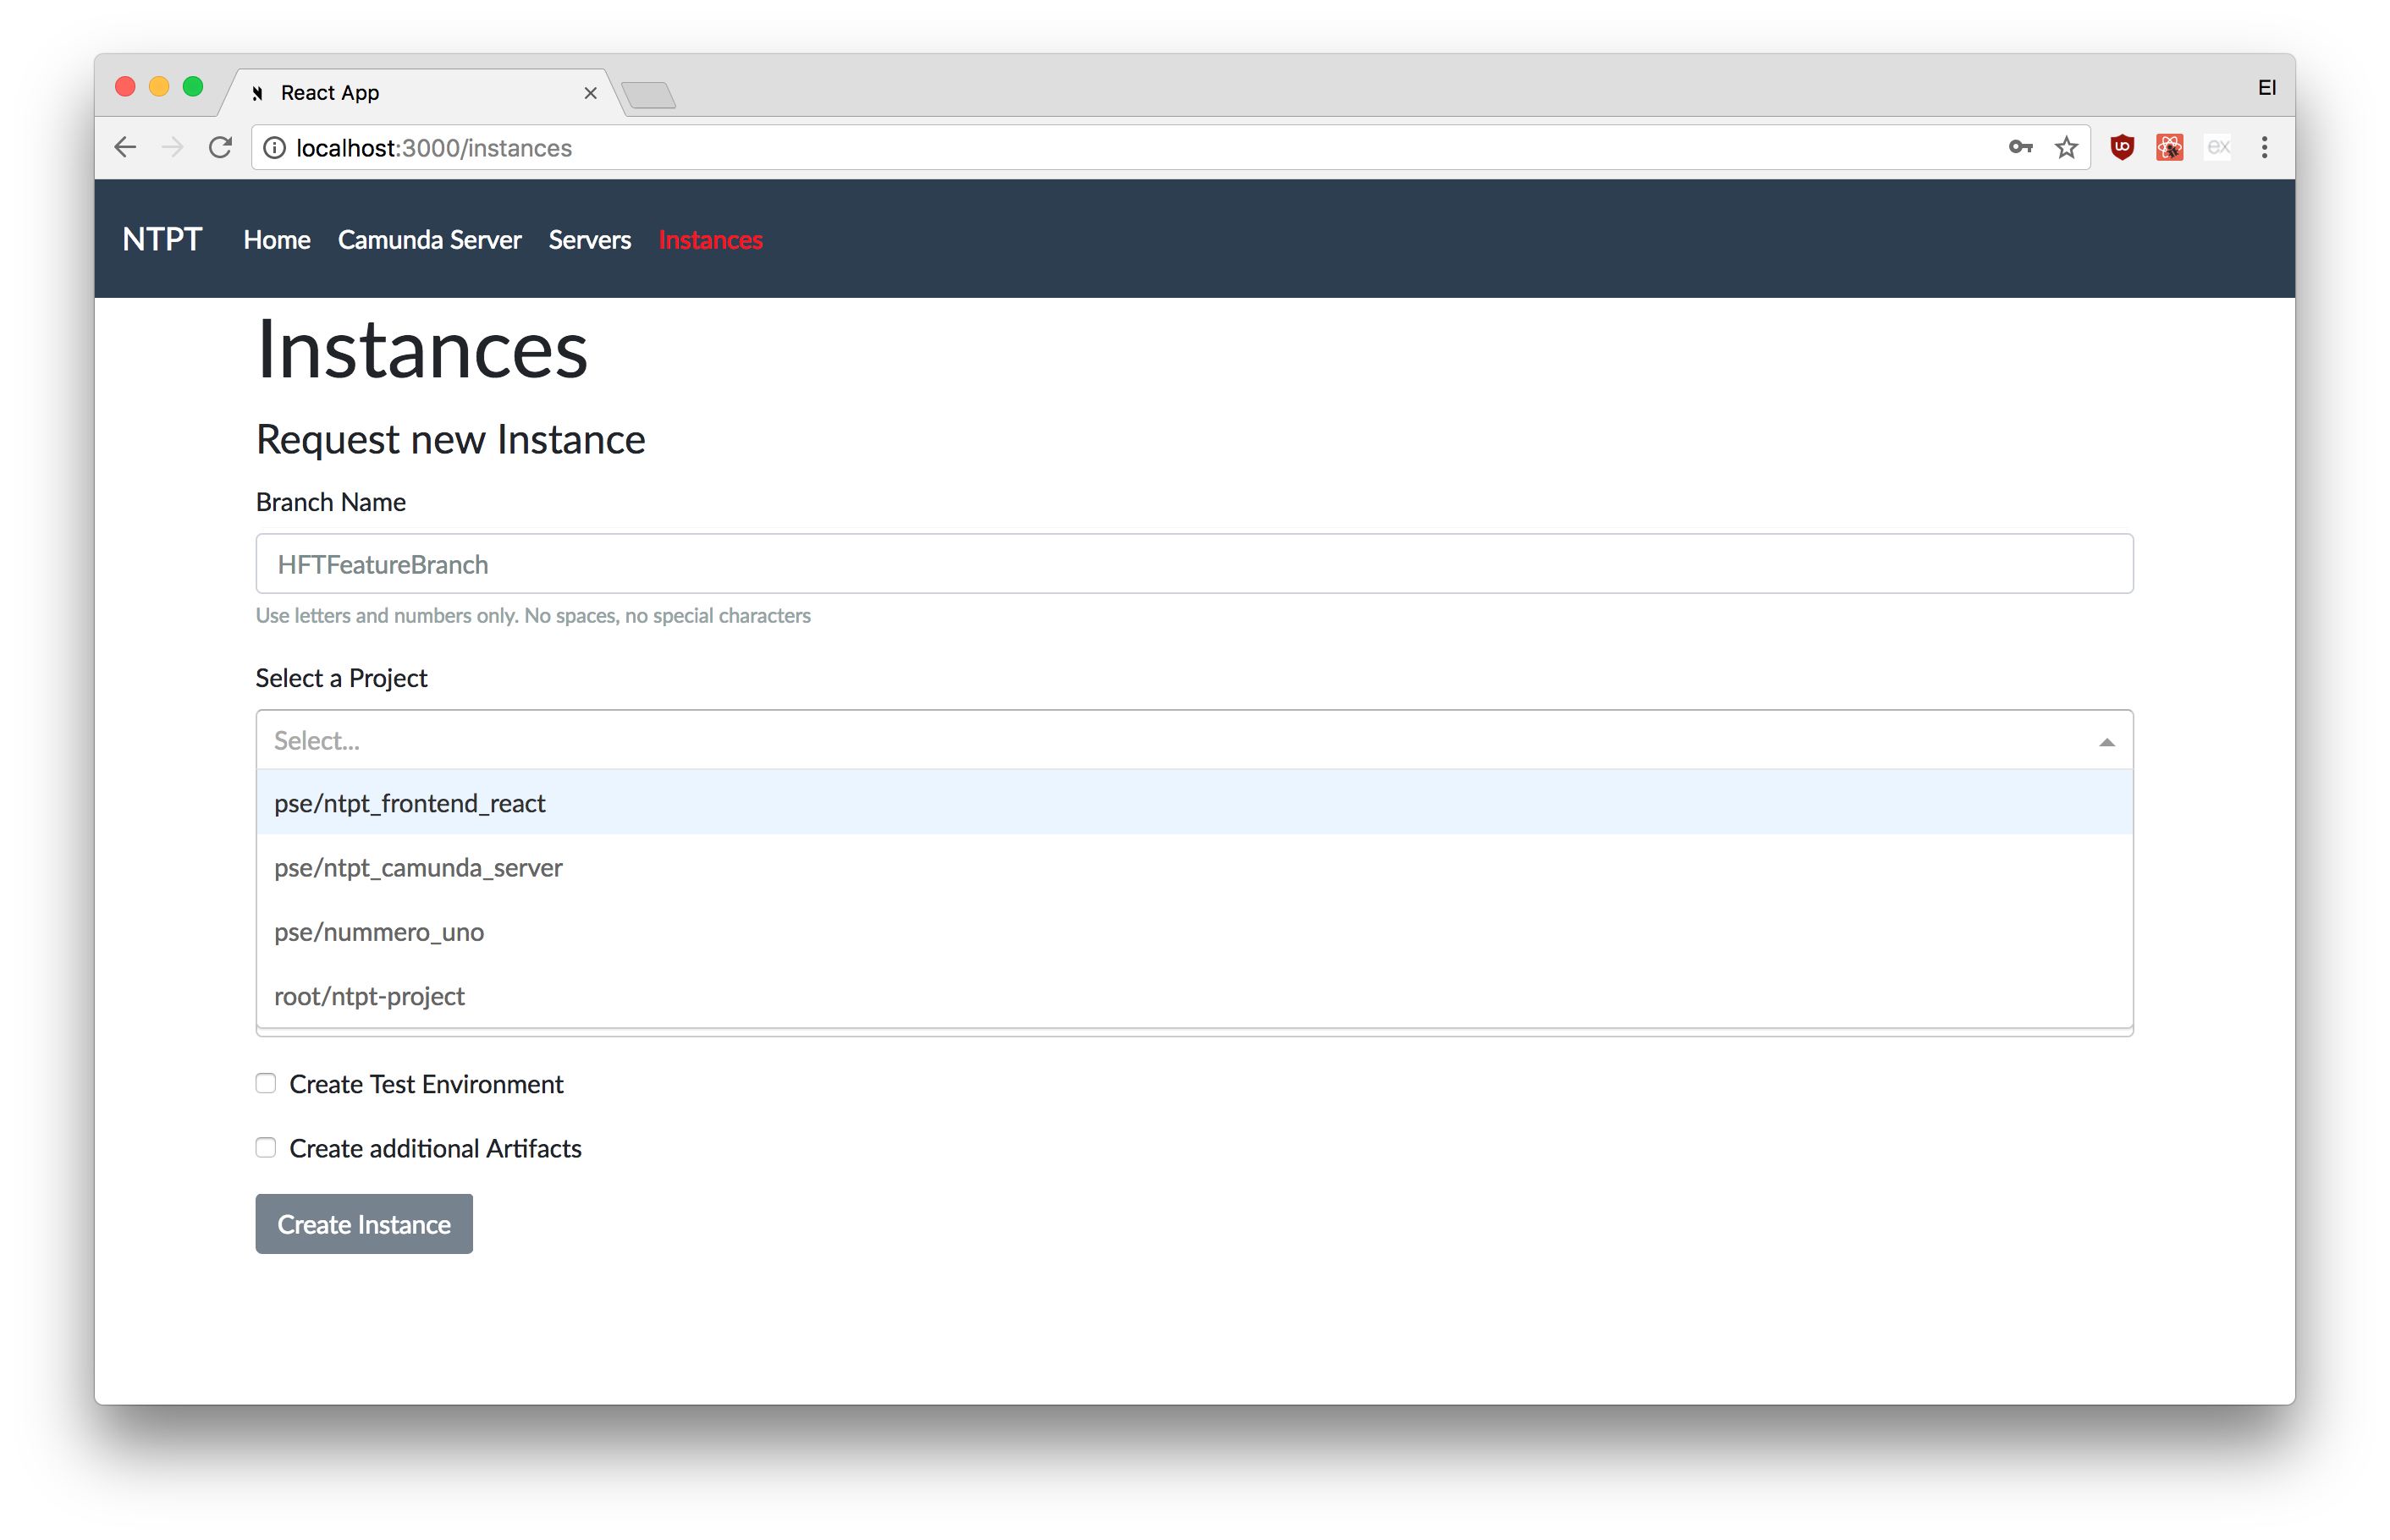 React App
EI
localhost:3000/instances
NTPT Home Camunda Server Servers Instances
Instances
Request new Instance
Branch Name
HFTFeatureBranch
Use letters and numbers only. No spaces, no special characters
Select a Project
Select...
pse/ntpt_frontend_react
pse/ntpt_camunda_server
pse/nummero_uno
root/ntpt-project
Create Test Environment
Create additional Artifacts
Create Instance